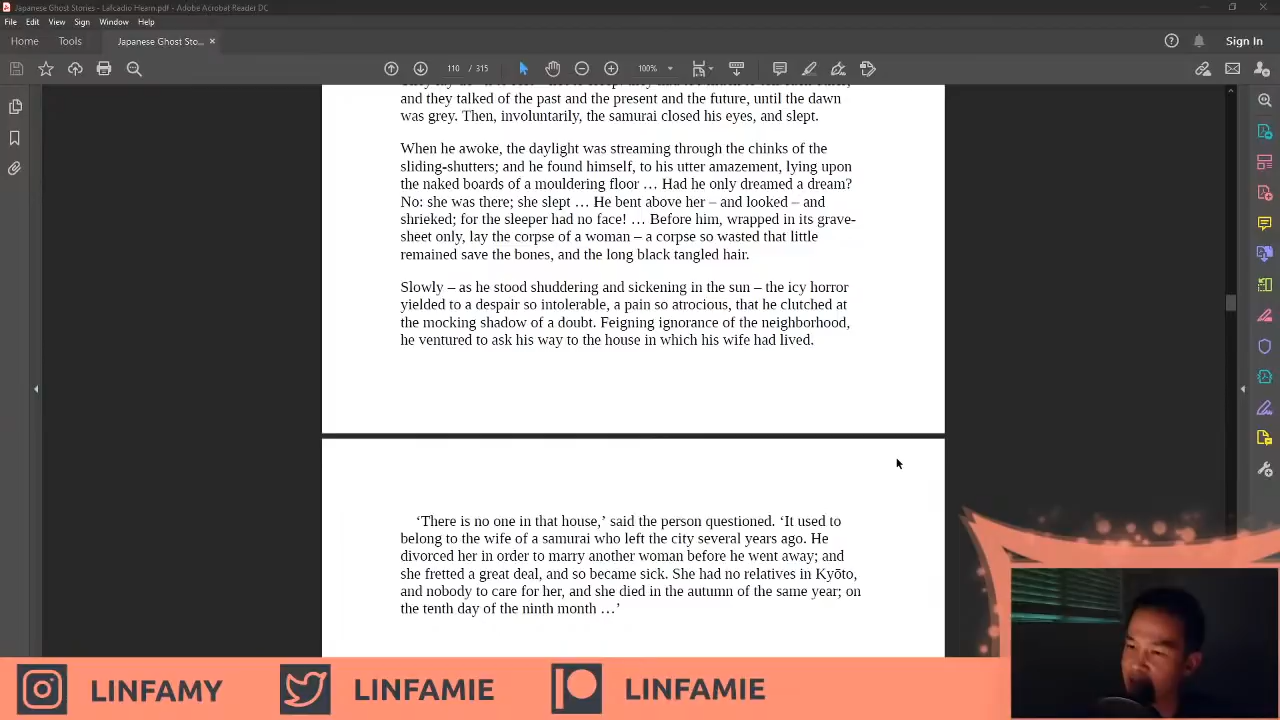 Japanese Ghost Stories - Lafcadio Hearn.pdf - Adobe Acrobat Reader DC
File Edit View Sign Window Help
Home Tools Japanese Ghost Sto... × Sign In
110 / 315 100%
and they talked of the past and the present and the future, until the dawn
was grey. Then, involuntarily, the samurai closed his eyes, and slept.
When he awoke, the daylight was streaming through the chinks of the
sliding-shutters; and he found himself, to his utter amazement, lying upon
the naked boards of a mouldering floor … Had he only dreamed a dream?
No: she was there; she slept … He bent above her – and looked – and
shrieked; for the sleeper had no face! … Before him, wrapped in its grave-
sheet only, lay the corpse of a woman – a corpse so wasted that little
remained save the bones, and the long black tangled hair.
Slowly – as he stood shuddering and sickening in the sun – the icy horror
yielded to a despair so intolerable, a pain so atrocious, that he clutched at
the mocking shadow of a doubt. Feigning ignorance of the neighborhood,
he ventured to ask his way to the house in which his wife had lived.
‘There is no one in that house,’ said the person questioned. ‘It used to
belong to the wife of a samurai who left the city several years ago. He
divorced her in order to marry another woman before he went away; and
she fretted a great deal, and so became sick. She had no relatives in Kyōto,
and nobody to care for her, and she died in the autumn of the same year; on
the tenth day of the ninth month …’
LINFAMY LINFAMIE LINFAMIE